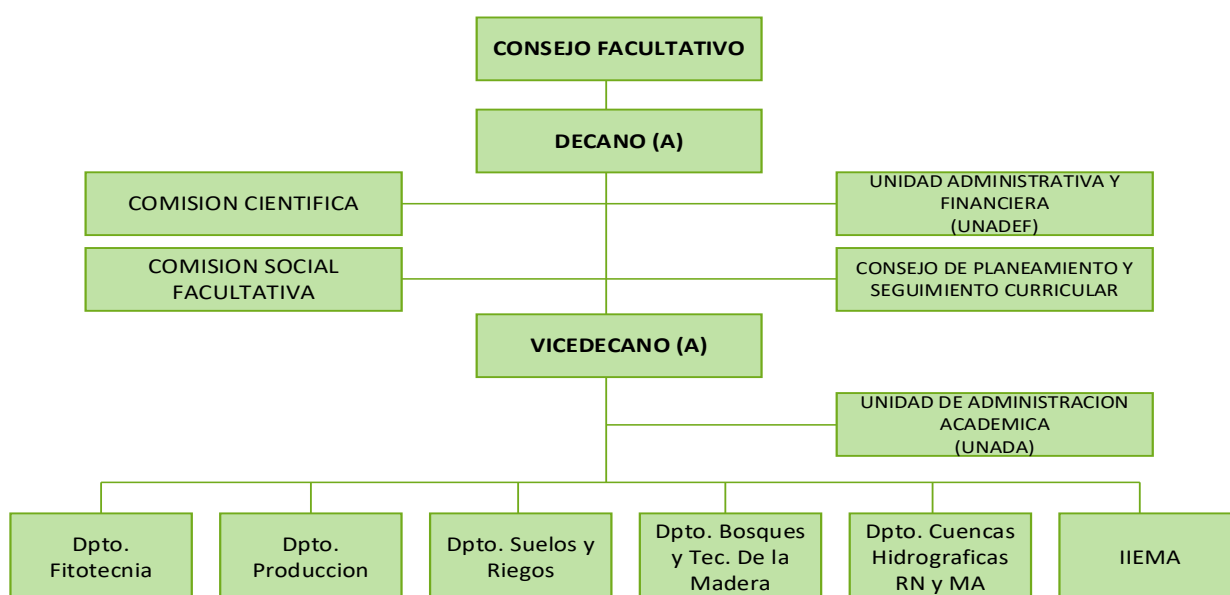 CONSEJO FACULTATIVO
DECANO (A)
COMISION CIENTIFICA
UNIDAD ADMINISTRATIVA Y
FINANCIERA
(UNADEF)
COMISION SOCIAL
FACULTATIVA
CONSEJO DE PLANEAMIENTO Y
SEGUIMIENTO CURRICULAR
VICEDECANO (A)
UNIDAD DE ADMINISTRACION
ACADEMICA
(UNADA)
Dpto.
Fitotecnia
Dpto.
Produccion
Dpto. Suelos y
Riegos
Dpto. Bosques
y Tec. De la
Madera
Dpto. Cuencas
Hidrograficas
RN y MA
IIEMA